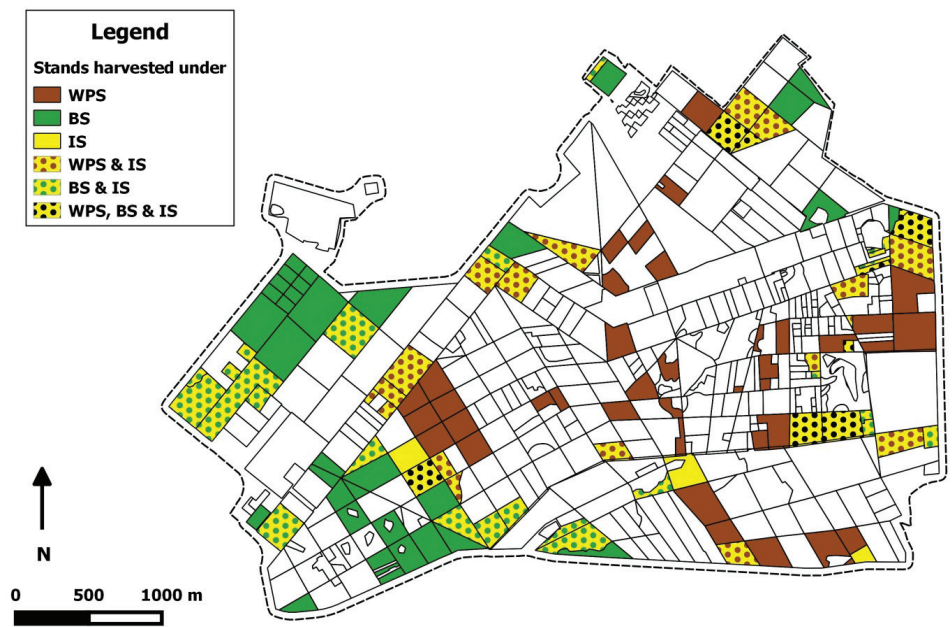 Legend
Stands harvested under
WPS
BS
IS
WPS & IS
BS & IS
WPS, BS & IS
N
0 500 1000 m